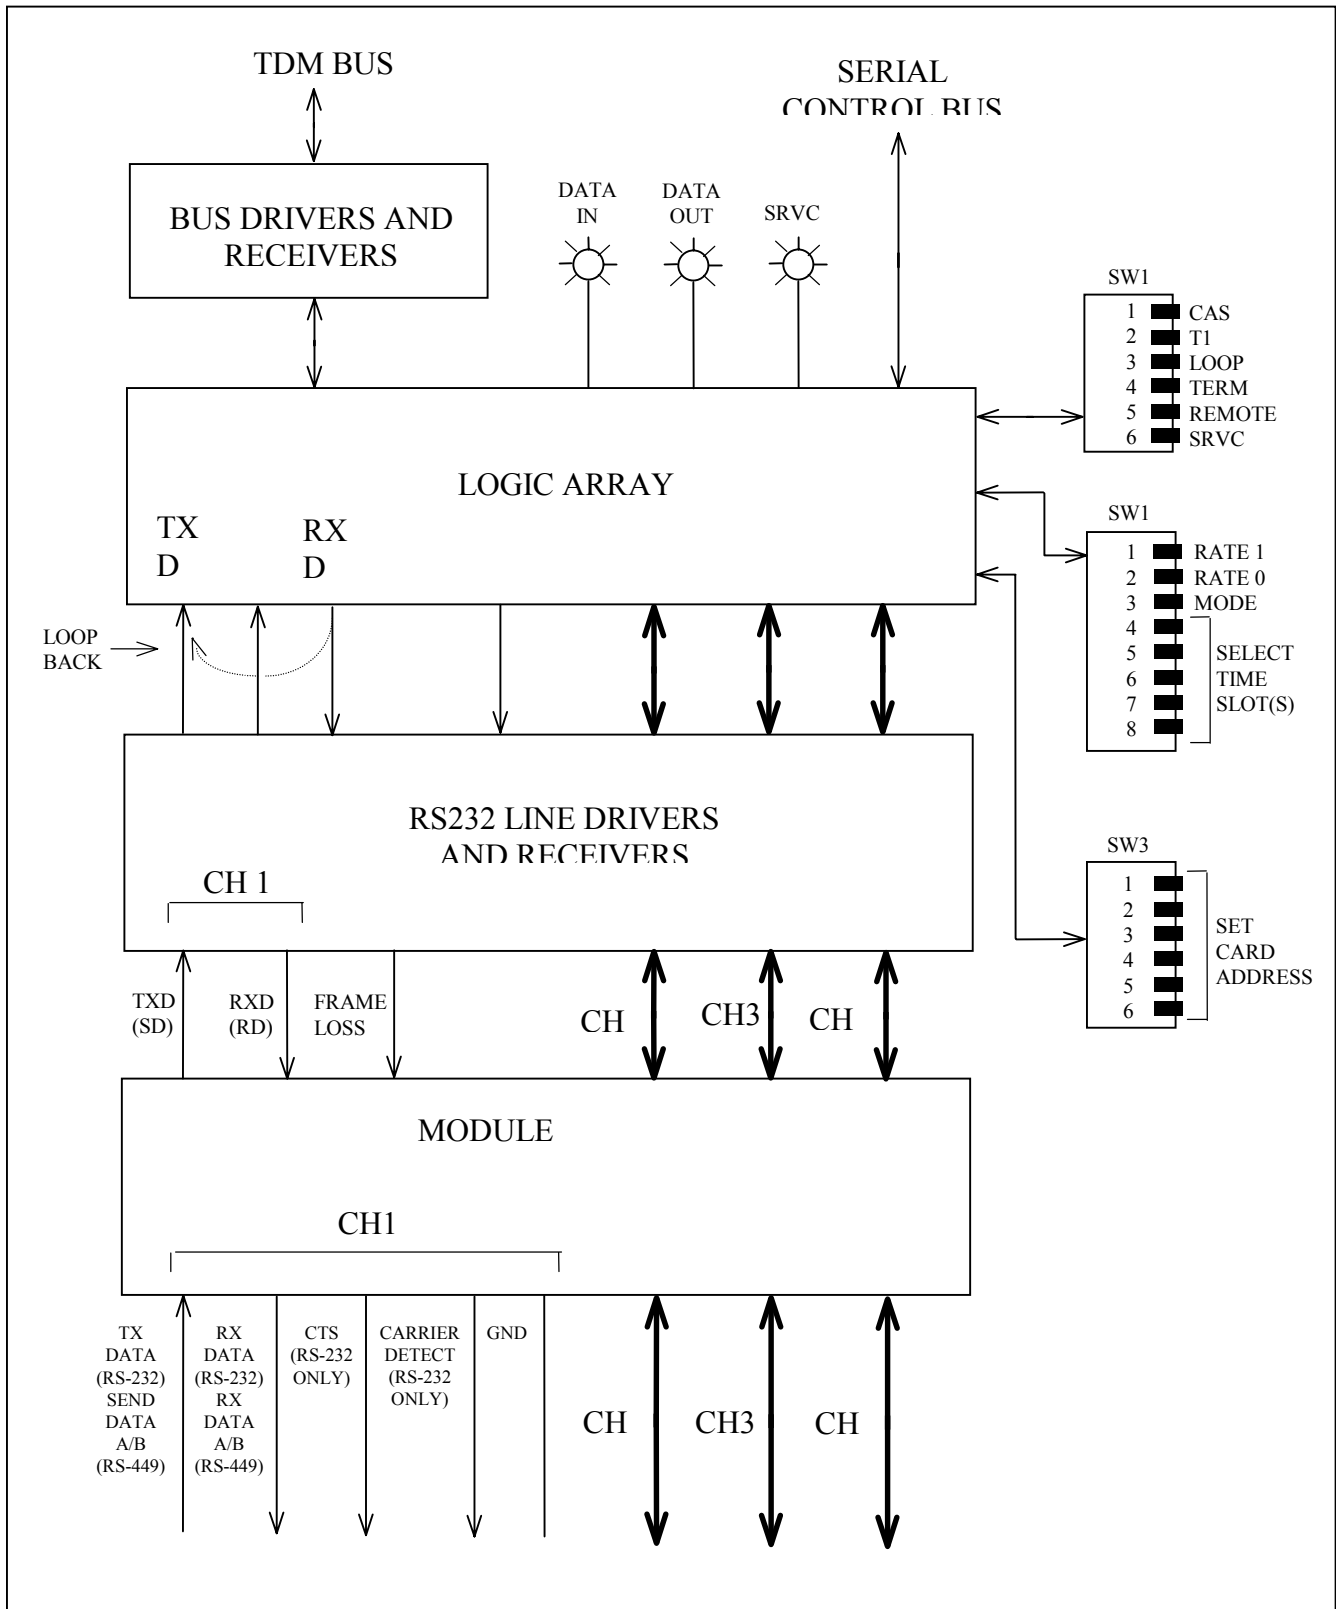 TDM BUS
SERIAL
CONTROL BUS
BUS DRIVERS AND
RECEIVERS
DATA
IN
DATA
OUT
SRVC
SW1
1 CAS
2 T1
3 LOOP
4 TERM
5 REMOTE
6 SRVC
LOGIC ARRAY
TX
D
RX
D
SW1
1 RATE 1
2 RATE 0
3 MODE
4
5
6
7
8
SELECT
TIME
SLOT(S)
LOOP
BACK
RS232 LINE DRIVERS
AND RECEIVERS
CH 1
SW3
1
2
3
4
5
6
SET
CARD
ADDRESS
TXD
(SD)
RXD
(RD)
FRAME
LOSS
CH
CH3
CH
MODULE
CH1
TX
DATA
(RS-232)
SEND
DATA
A/B
(RS-449)
RX
DATA
(RS-232)
RX
DATA
A/B
(RS-449)
CTS
(RS-232
ONLY)
CARRIER
DETECT
(RS-232
ONLY)
GND
CH
CH3
CH